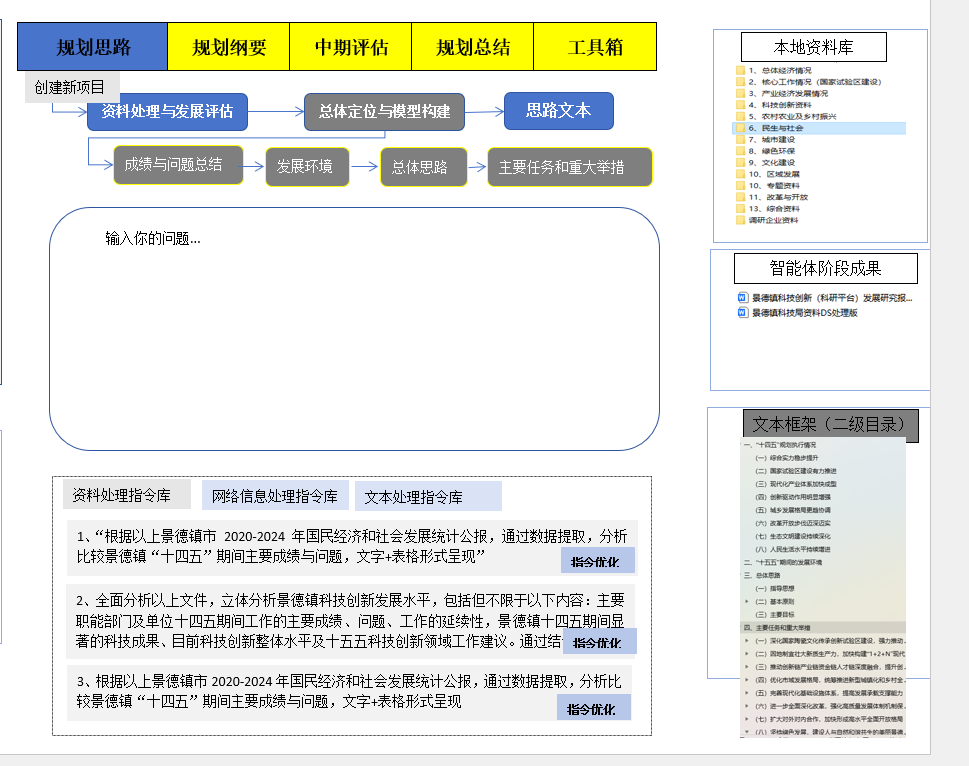 规划思路
规划纲要
中期评估
规划总结
工具箱
创建新项目
资料处理与发展评估
总体定位与模型构建
思路文本
成绩与问题总结
发展环境
总体思路
主要任务和重大举措
输入你的问题...
资料处理指令库
网络信息处理指令库
文本处理指令库
1、“根据以上景德镇市 2020-2024 年国民经济和社会发展统计公报，通过数据提取，分析
比较景德镇“十四五”期间主要成绩与问题，文字+表格形式呈现”
指令优化
2、全面分析以上文件，立体分析景德镇科技创新发展水平，包括但不限于以下内容：主要
职能部门及单位十四五期间工作的主要成绩、问题、工作的延续性，景德镇十四五期间显
著的科技成果、目前科技创新整体水平及十五五科技创新领域工作建议。通过结
指令优化
3、根据以上景德镇市 2020-2024 年国民经济和社会发展统计公报，通过数据提取，分析比
较景德镇“十四五”期间主要成绩与问题，文字+表格形式呈现
指令优化
本地资料库
1、总体经济情况
2、核心工作情况（国家试验区建设）
3、产业经济发展情况
4、科技创新资料
5、农村农业及乡村振兴
6、民生与社会
7、城市建设
8、绿色环保
9、文化建设
10、区域发展
10、专题资料
11、改革与开放
13、综合资料
调研企业资料
智能体阶段成果
景德镇科技创新（科研平台）发展研究报...
景德镇科技局资料DS处理版
文本框架（二级目录）
一、“十四五”规划执行情况
（一）综合实力稳步提升
（二）国家试验区建设有力推进
（三）现代化产业体系加快成型
（四）创新驱动作用明显增强
（五）城乡发展格局更趋协调
（六）改革开放步伐迈深迈实
（七）生态文明建设持续深化
（八）人民生活水平持续增进
二、“十五五”期间的发展环境
三、总体思路
（一）指导思想
（二）基本原则
（三）主要目标
四、主要任务和重大举措
（一）深化国家陶瓷文化传承创新试验区建设，强力推动..
（二）因地制宜壮大新质生产力，加快构建“1+2+N”现代
（三）推动创新链产业链资金链人才链深度融合，提升创..
（四）优化市域发展格局，统筹推进新型城镇化和乡村全..
（五）完善现代化基础设施体系，提高发展承载支撑能力
（六）进一步全面深化改革，强化高质量发展体制机制保..
（七）扩大对外对内合作，加快形成高水平全面开放格局
（八）坚持绿色发展，建设人与自然和谐共生的美丽景德..